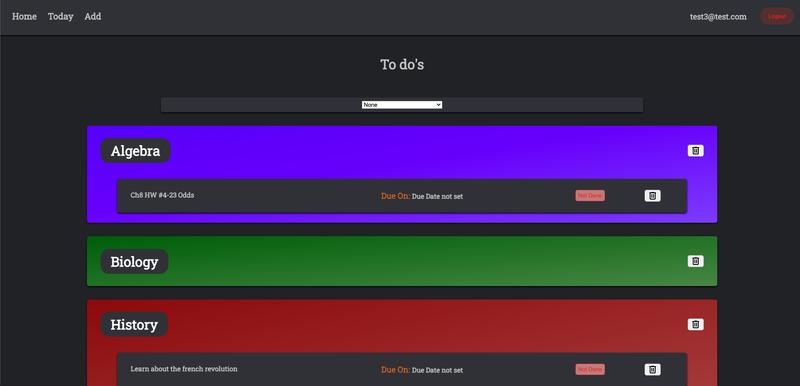 Home Today Add test3@test.com Logout
To do's
None
Algebra
Ch8 HW #4-23 Odds Due On: Due Date not set Not Done
Biology
History
Learn about the french revolution Due On: Due Date not set Not Done